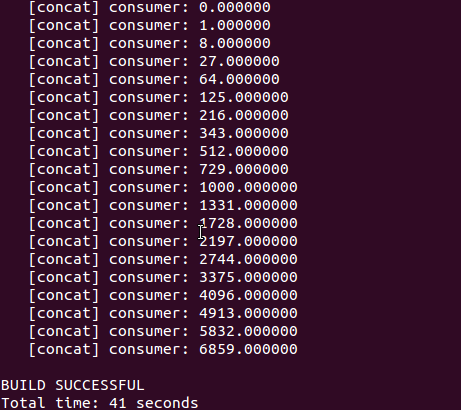 [concat] consumer: 0.000000
[concat] consumer: 1.000000
[concat] consumer: 8.000000
[concat] consumer: 27.000000
[concat] consumer: 64.000000
[concat] consumer: 125.000000
[concat] consumer: 216.000000
[concat] consumer: 343.000000
[concat] consumer: 512.000000
[concat] consumer: 729.000000
[concat] consumer: 1000.000000
[concat] consumer: 1331.000000
[concat] consumer: 1728.000000
[concat] consumer: 2197.000000
[concat] consumer: 2744.000000
[concat] consumer: 3375.000000
[concat] consumer: 4096.000000
[concat] consumer: 4913.000000
[concat] consumer: 5832.000000
[concat] consumer: 6859.000000
BUILD SUCCESSFUL
Total time: 41 seconds